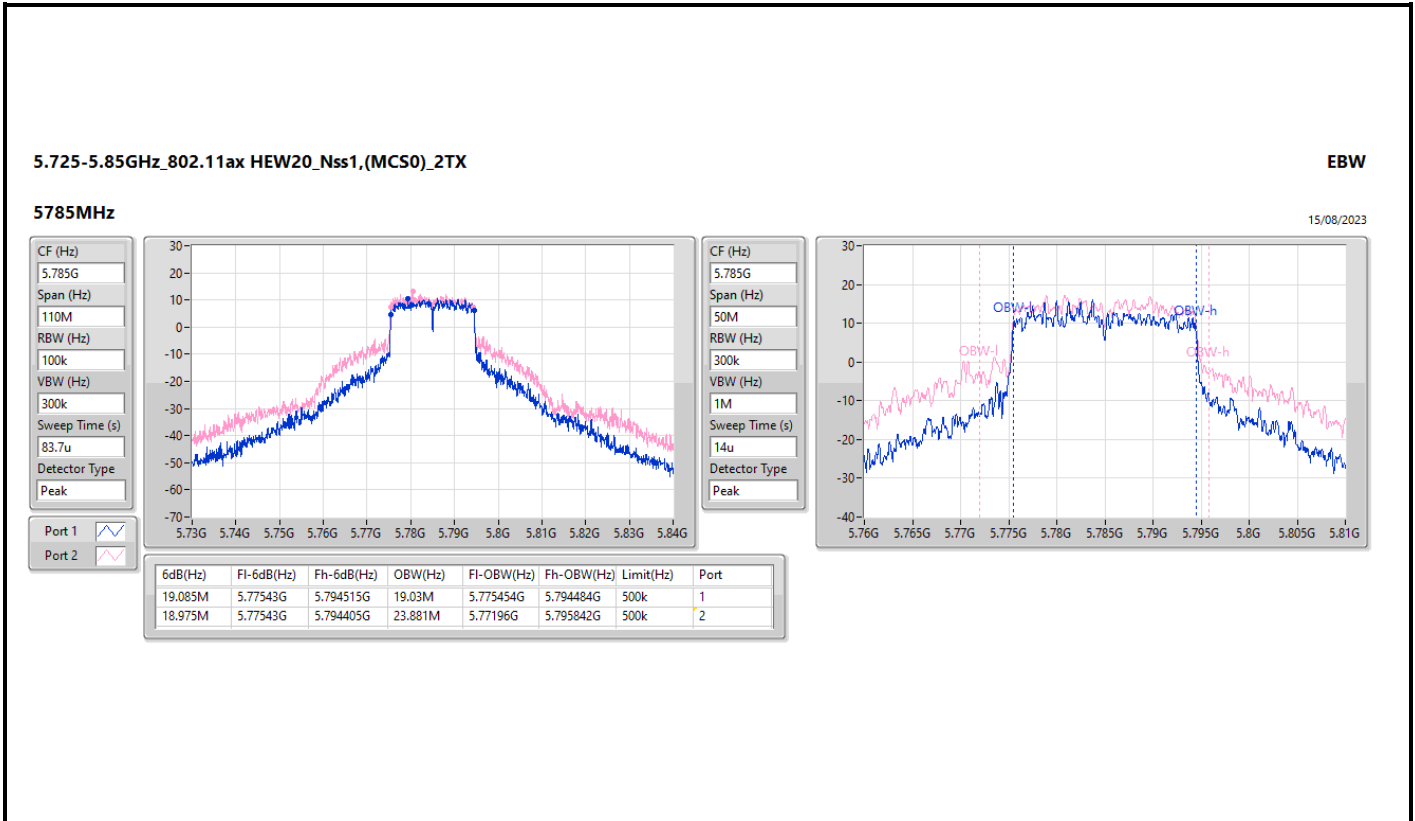 5.725-5.85GHz_802.11ax HEW20_Nss1,(MCS0)_2TX
EBW
5785MHz
15/08/2023
CF (Hz)
5.785G
Span (Hz)
110M
RBW (Hz)
100k
VBW (Hz)
300k
Sweep Time (s)
83.7u
Detector Type
Peak
Port 1
Port 2
30
20
10
0
-10
-20
-30
-40
-50
-60
-70
5.73G 5.74G 5.75G 5.76G 5.77G 5.78G 5.79G 5.8G 5.81G 5.82G 5.83G 5.84G
CF (Hz)
5.785G
Span (Hz)
50M
RBW (Hz)
300k
VBW (Hz)
1M
Sweep Time (s)
14u
Detector Type
Peak
30
20
10
0
-10
-20
-30
-40
OBW-l
OBW-h
OBW-l
OBW-h
5.76G 5.765G 5.77G 5.775G 5.78G 5.785G 5.79G 5.795G 5.8G 5.805G 5.81G
6dB(Hz) Fl-6dB(Hz) Fh-6dB(Hz) OBW(Hz) Fl-OBW(Hz) Fh-OBW(Hz) Limit(Hz) Port
19.085M 5.77543G 5.794515G 19.03M 5.775454G 5.794484G 500k 1
18.975M 5.77543G 5.794405G 23.881M 5.77196G 5.795842G 500k 2